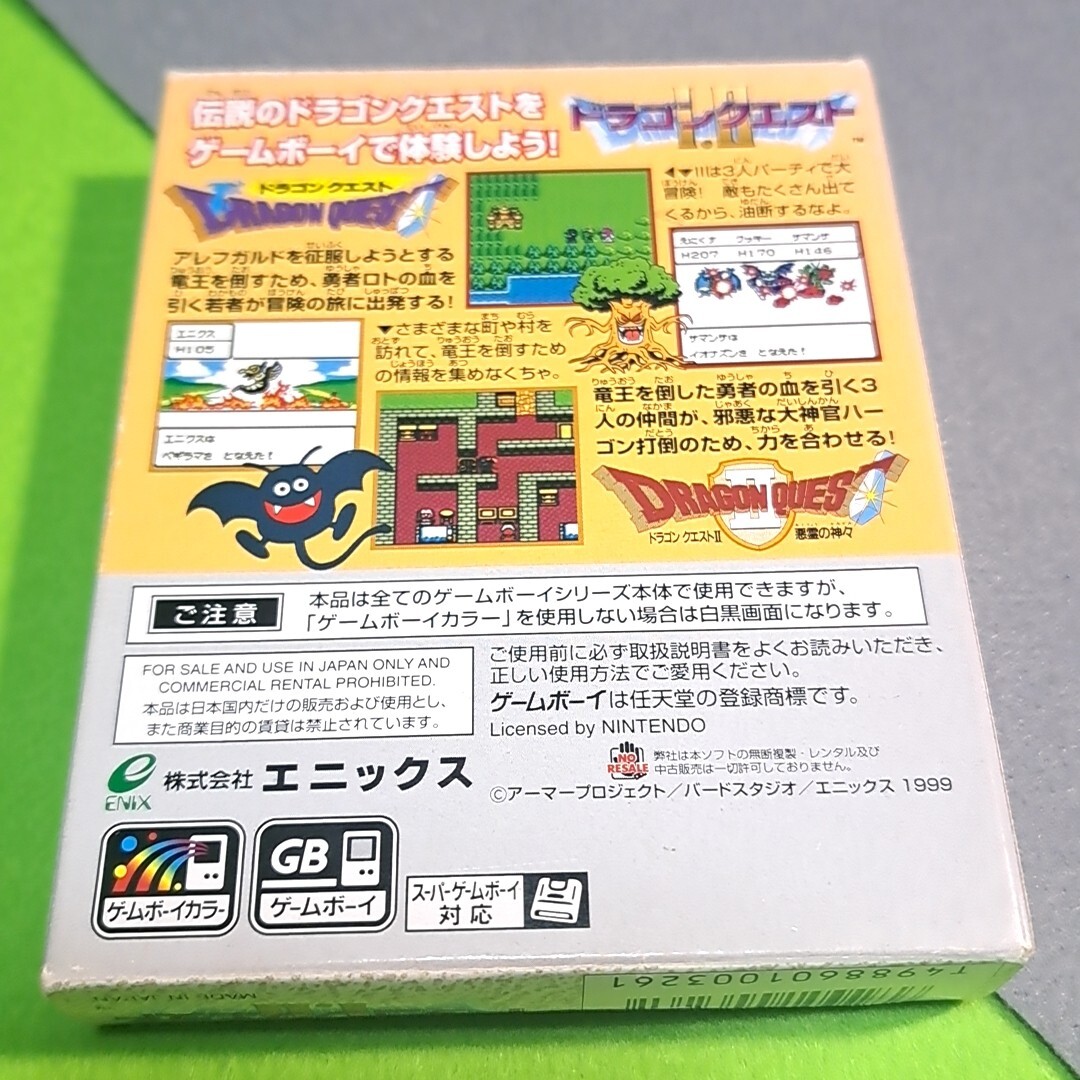 伝説のドラゴンクエストを
ゲームボーイで体験しよう!
ドラゴンクエスト
I・II
™
ドラゴン クエスト
DRAGON QUEST
アレフガルドを征服しようとする
竜王を倒すため、勇者ロトの血を
引く若者が冒険の旅に出発する!
◀▼IIは3人パーティで大
冒険! 敵もたくさん出て
くるから、油断するなよ。
えにくす クッキー サマンサ
H207 H170 H146
サマンサは
イオナズンを となえた!
エニクス
H105
エニクスは
ベギラマを となえた!
▼さまざまな町や村を
訪れて、竜王を倒すため
の情報を集めなくちゃ。
竜王を倒した勇者の血を引く3
人の仲間が、邪悪な大神官ハー
ゴン打倒のため、力を合わせる!
DRAGON QUEST
II
ドラゴン クエストII 悪霊の神々
ご注意
本品は全てのゲームボーイシリーズ本体で使用できますが、
「ゲームボーイカラー」を使用しない場合は白黒画面になります。
FOR SALE AND USE IN JAPAN ONLY AND
COMMERCIAL RENTAL PROHIBITED.
本品は日本国内だけの販売および使用とし、
また商業目的の賃貸は禁止されています。
ご使用前に必ず取扱説明書をよくお読みいただき、
正しい使用方法でご愛用ください。
ゲームボーイは任天堂の登録商標です。
Licensed by NINTENDO
NO
RESALE
弊社は本ソフトの無断複製・レンタル及び
中古販売は一切許可しておりません。
ENIX
株式会社 エニックス
©アーマープロジェクト/バードスタジオ/エニックス 1999
ゲームボーイカラー
GB
ゲームボーイ
スーパーゲームボーイ
対応
MADE IN JAPAN
T4988601003261